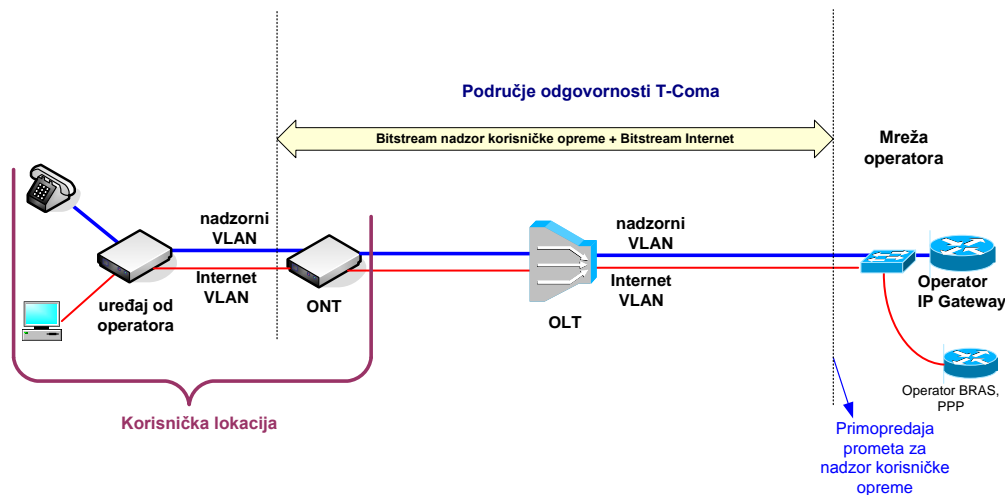 Područje odgovornosti T-Coma
Bitstream nadzor korisničke opreme + Bitstream Internet
Mreža
operatora
nadzorni
VLAN
Internet
VLAN
uređaj od
operatora
ONT
OLT
nadzorni
VLAN
Internet
VLAN
Operator
IP Gateway
Operator BRAS,
PPP
Korisnička lokacija
Primopredaja
prometa za
nadzor korisničke
opreme